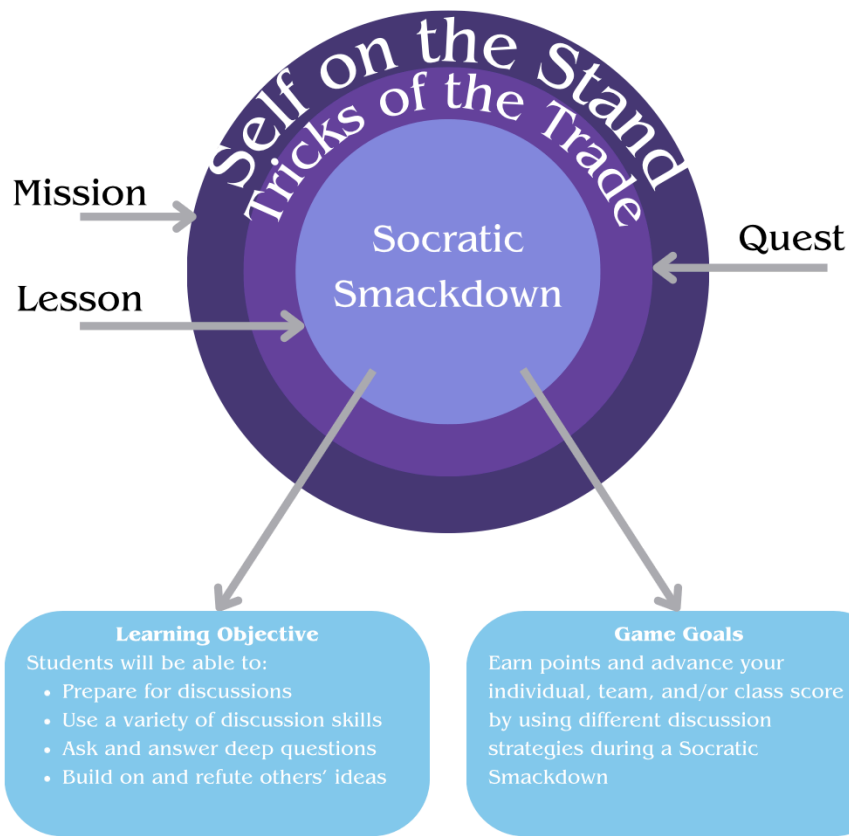 Self on the Stand
Tricks of the Trade
Mission
Socratic
Smackdown
Quest
Lesson
Learning Objective
Students will be able to:
• Prepare for discussions
• Use a variety of discussion skills
• Ask and answer deep questions
• Build on and refute others’ ideas
Game Goals
Earn points and advance your
individual, team, and/or class score
by using different discussion
strategies during a Socratic
Smackdown